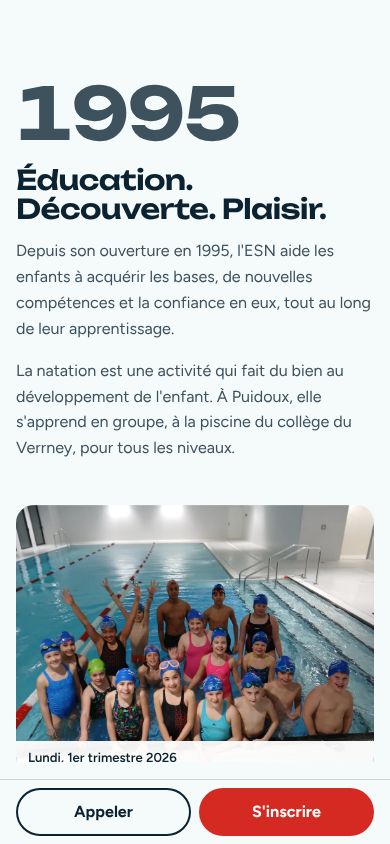 1995
Éducation.
Découverte. Plaisir.
Depuis son ouverture en 1995, l'ESN aide les
enfants à acquérir les bases, de nouvelles
compétences et la confiance en eux, tout au long
de leur apprentissage.
La natation est une activité qui fait du bien au
développement de l'enfant. À Puidoux, elle
s'apprend en groupe, à la piscine du collège du
Verrney, pour tous les niveaux.
Lundi. 1er trimestre 2026
Appeler
S'inscrire